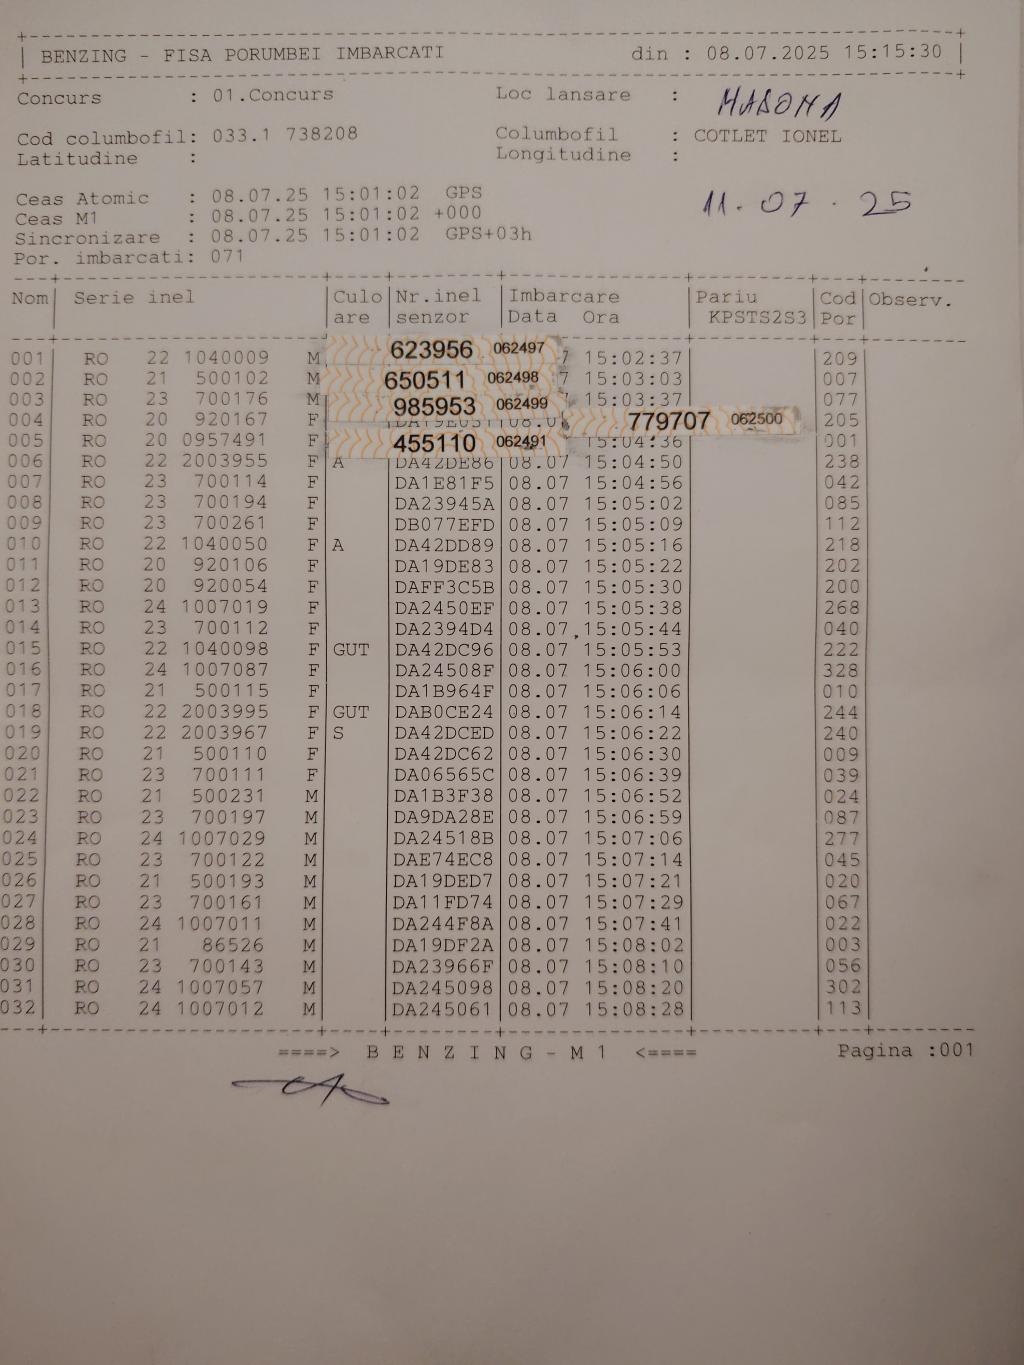 BENZING - FISA PORUMBEI IMBARCATI din : 08.07.2025 15:15:30
Concurs : 01.Concurs Loc lansare :
Cod columbofil: 033.1 738208 Columbofil : COTLET IONEL
Latitudine : Longitudine :
Ceas Atomic : 08.07.25 15:01:02 GPS
11.07.25
Ceas M1 : 08.07.25 15:01:02 +000
Sincronizare : 08.07.25 15:01:02 GPS+03h
Por. imbarcati: 071
Nom Serie inel Culo Nr.inel Imbarcare Pariu Cod Observ.
are senzor Data Ora KPSTS2S3 Por
001 RO 22 1040009 M 623956 062497 7 15:02:37 209
002 RO 21 500102 M 650511 062498 7 15:03:03 007
003 RO 23 700176 M 985953 062499 15:03:37 077
004 RO 20 920167 F 779707 062500 205
005 RO 20 0957491 F 455110 062491 15:04:36 001
006 RO 22 2003955 F A DA42DE86 08.07 15:04:50 238
007 RO 23 700114 F DA1E81F5 08.07 15:04:56 042
008 RO 23 700194 F DA23945A 08.07 15:05:02 085
009 RO 23 700261 F DB077EFD 08.07 15:05:09 112
010 RO 22 1040050 F A DA42DD89 08.07 15:05:16 218
011 RO 20 920106 F DA19DE83 08.07 15:05:22 202
012 RO 20 920054 F DAFF3C5B 08.07 15:05:30 200
013 RO 24 1007019 F DA2450EF 08.07 15:05:38 268
014 RO 23 700112 F DA2394D4 08.07 15:05:44 040
015 RO 22 1040098 F GUT DA42DC96 08.07 15:05:53 222
016 RO 24 1007087 F DA24508F 08.07 15:06:00 328
017 RO 21 500115 F DA1B964F 08.07 15:06:06 010
018 RO 22 2003995 F GUT DAB0CE24 08.07 15:06:14 244
019 RO 22 2003967 F S DA42DCED 08.07 15:06:22 240
020 RO 21 500110 F DA42DC62 08.07 15:06:30 009
021 RO 23 700111 F DA06565C 08.07 15:06:39 039
022 RO 21 500231 M DA1B3F38 08.07 15:06:52 024
023 RO 23 700197 M DA9DA28E 08.07 15:06:59 087
024 RO 24 1007029 M DA24518B 08.07 15:07:06 277
025 RO 23 700122 M DAE74EC8 08.07 15:07:14 045
026 RO 21 500193 M DA19DED7 08.07 15:07:21 020
027 RO 23 700161 M DA11FD74 08.07 15:07:29 067
028 RO 24 1007011 M DA244F8A 08.07 15:07:41 022
029 RO 21 86526 M DA19DF2A 08.07 15:08:02 003
030 RO 23 700143 M DA23966F 08.07 15:08:10 056
031 RO 24 1007057 M DA245098 08.07 15:08:20 302
032 RO 24 1007012 M DA245061 08.07 15:08:28 113
====> B E N Z I N G - M 1 <==== Pagina :001